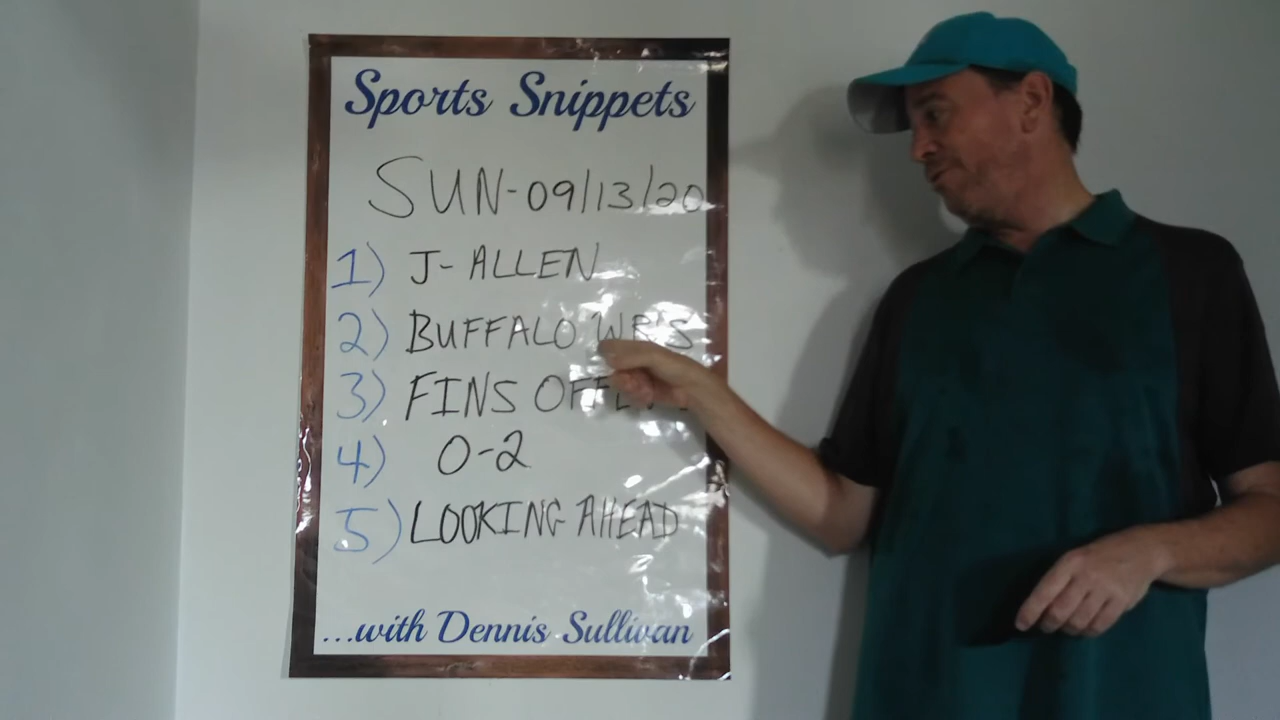 Sports Snippets
SUN-09/13/20
1) J-ALLEN
2) BUFFALO WR'S
3) FINS
4) 0-2
5) LOOKING AHEAD
...with Dennis Sullivan